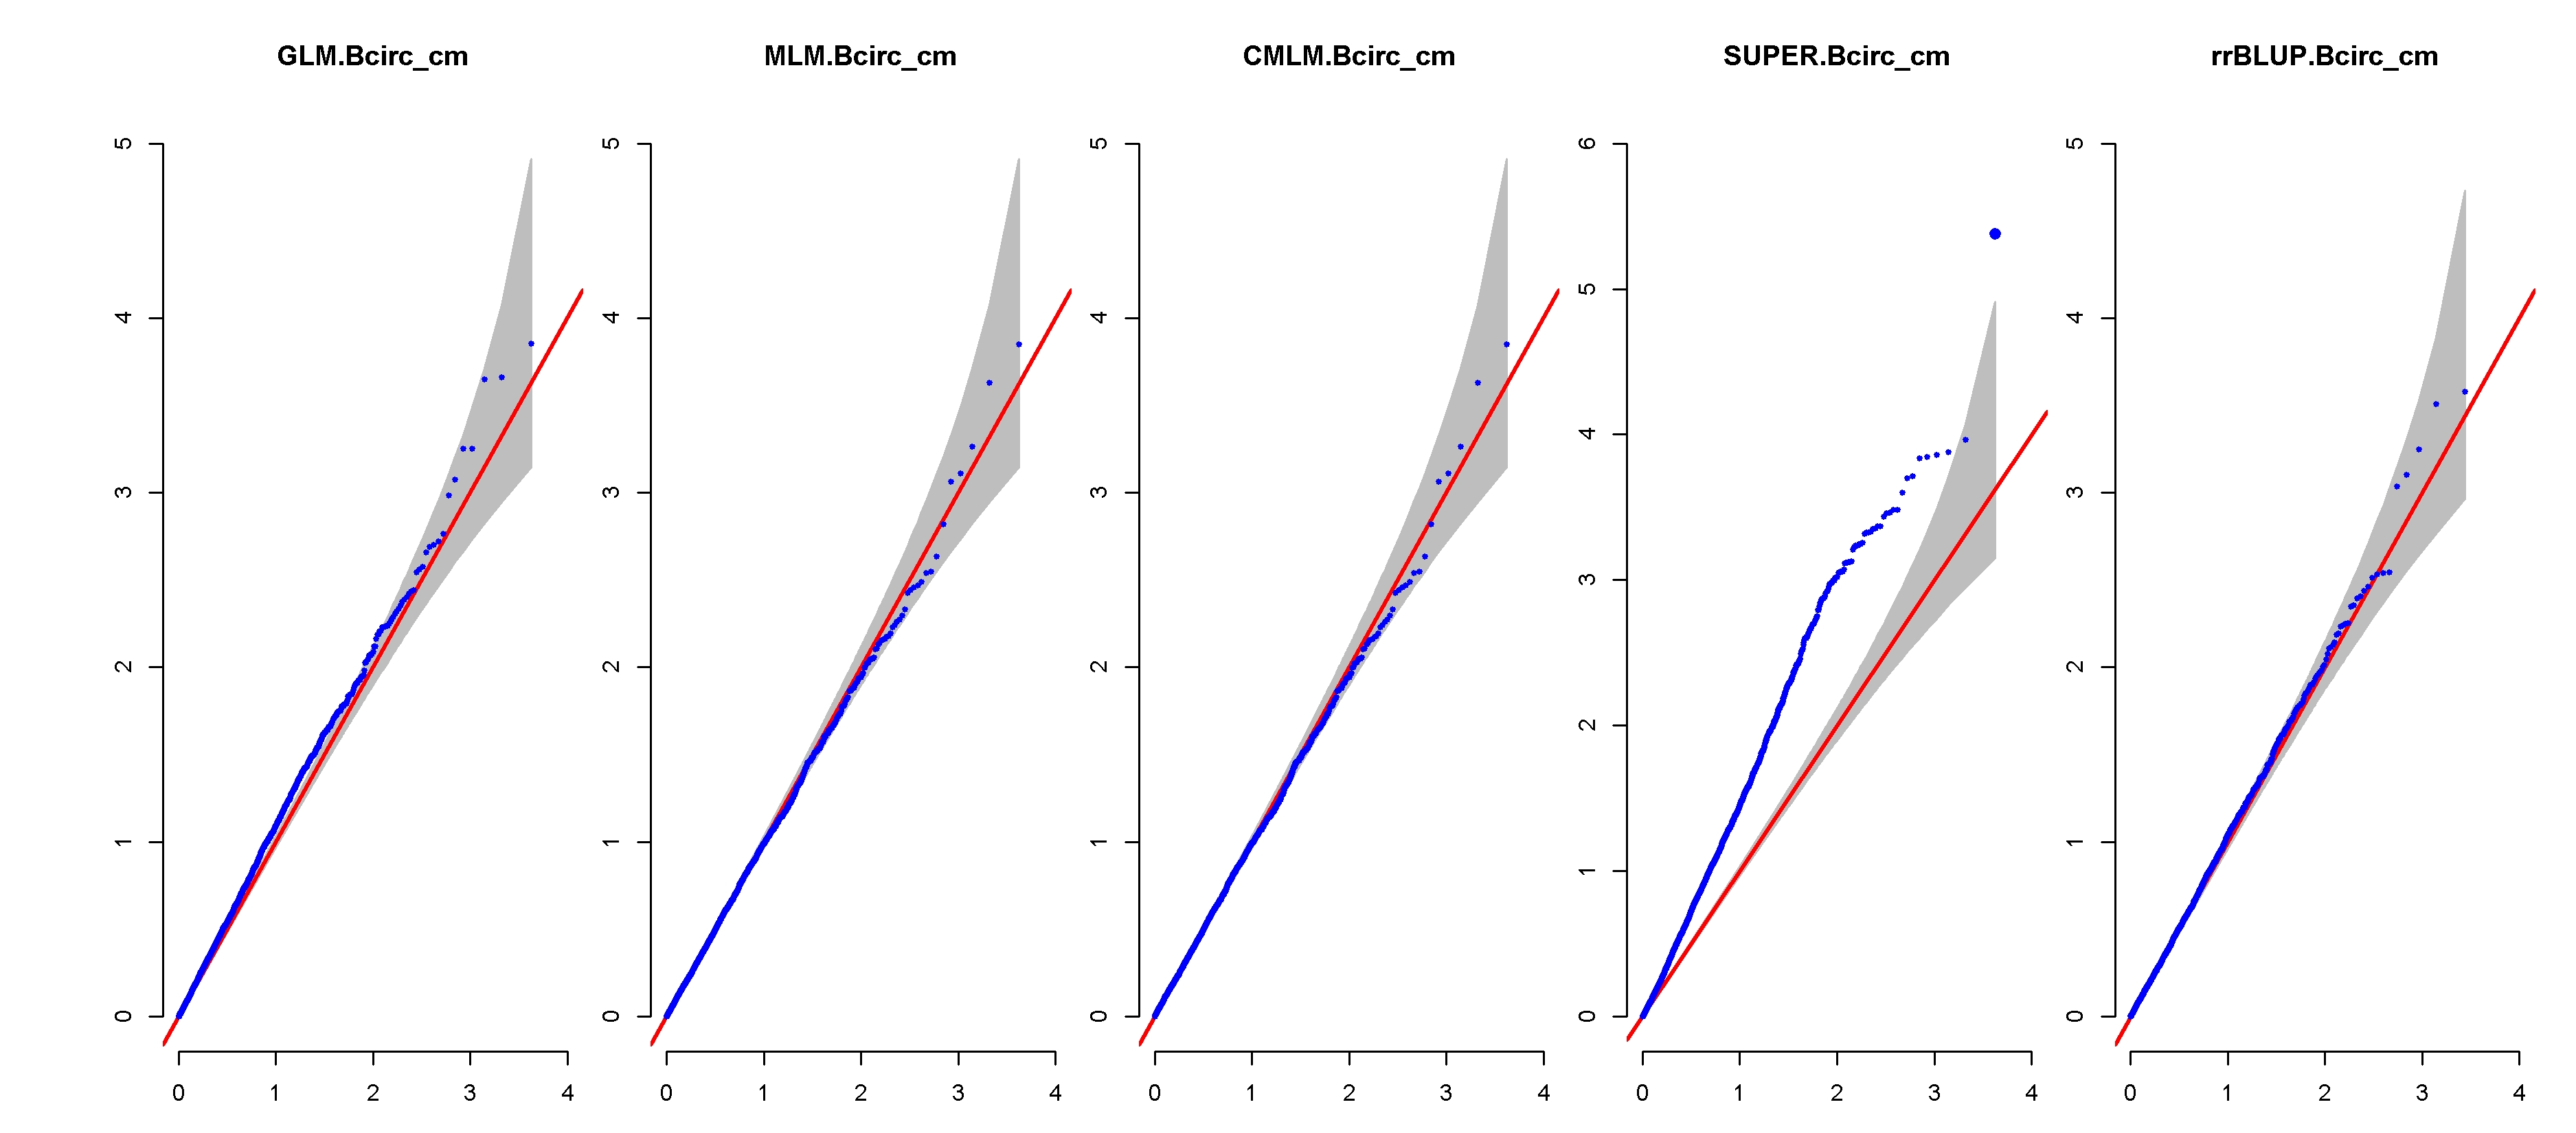 GLM.Bcirc_cm MLM.Bcirc_cm CMLM.Bcirc_cm SUPER.Bcirc_cm rrBLUP.Bcirc_cm
5 5 5 6 5
4 4 4 5 4
3 3 3 4 3
2 2 2 3 2
1 1 1 2 1
0 0 0 1 0
0
0 1 2 3 4 0 1 2 3 4 0 1 2 3 4 0 1 2 3 4 0 1 2 3 4